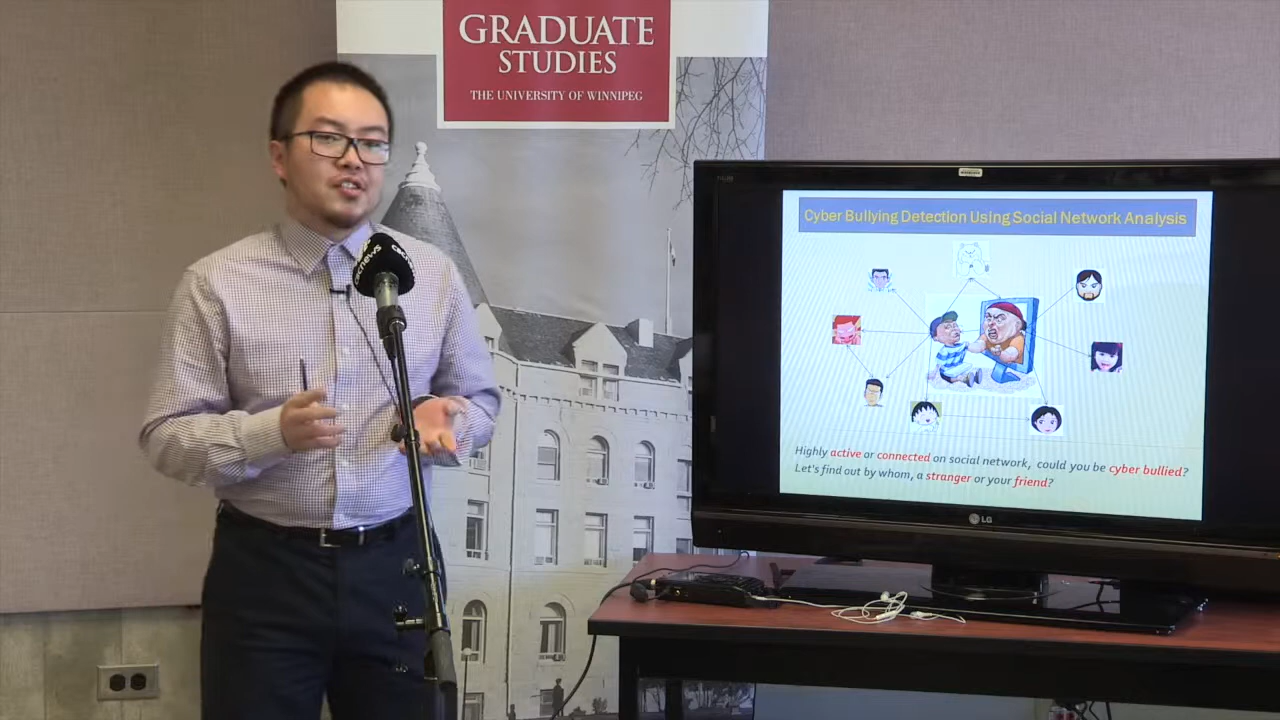 GRADUATE
STUDIES
THE UNIVERSITY OF WINNIPEG
cbcnews
Cyber Bullying Detection Using Social Network Analysis
Highly active or connected on social network, could you be cyber bullied?
Let's find out by whom, a stranger or your friend?
LG